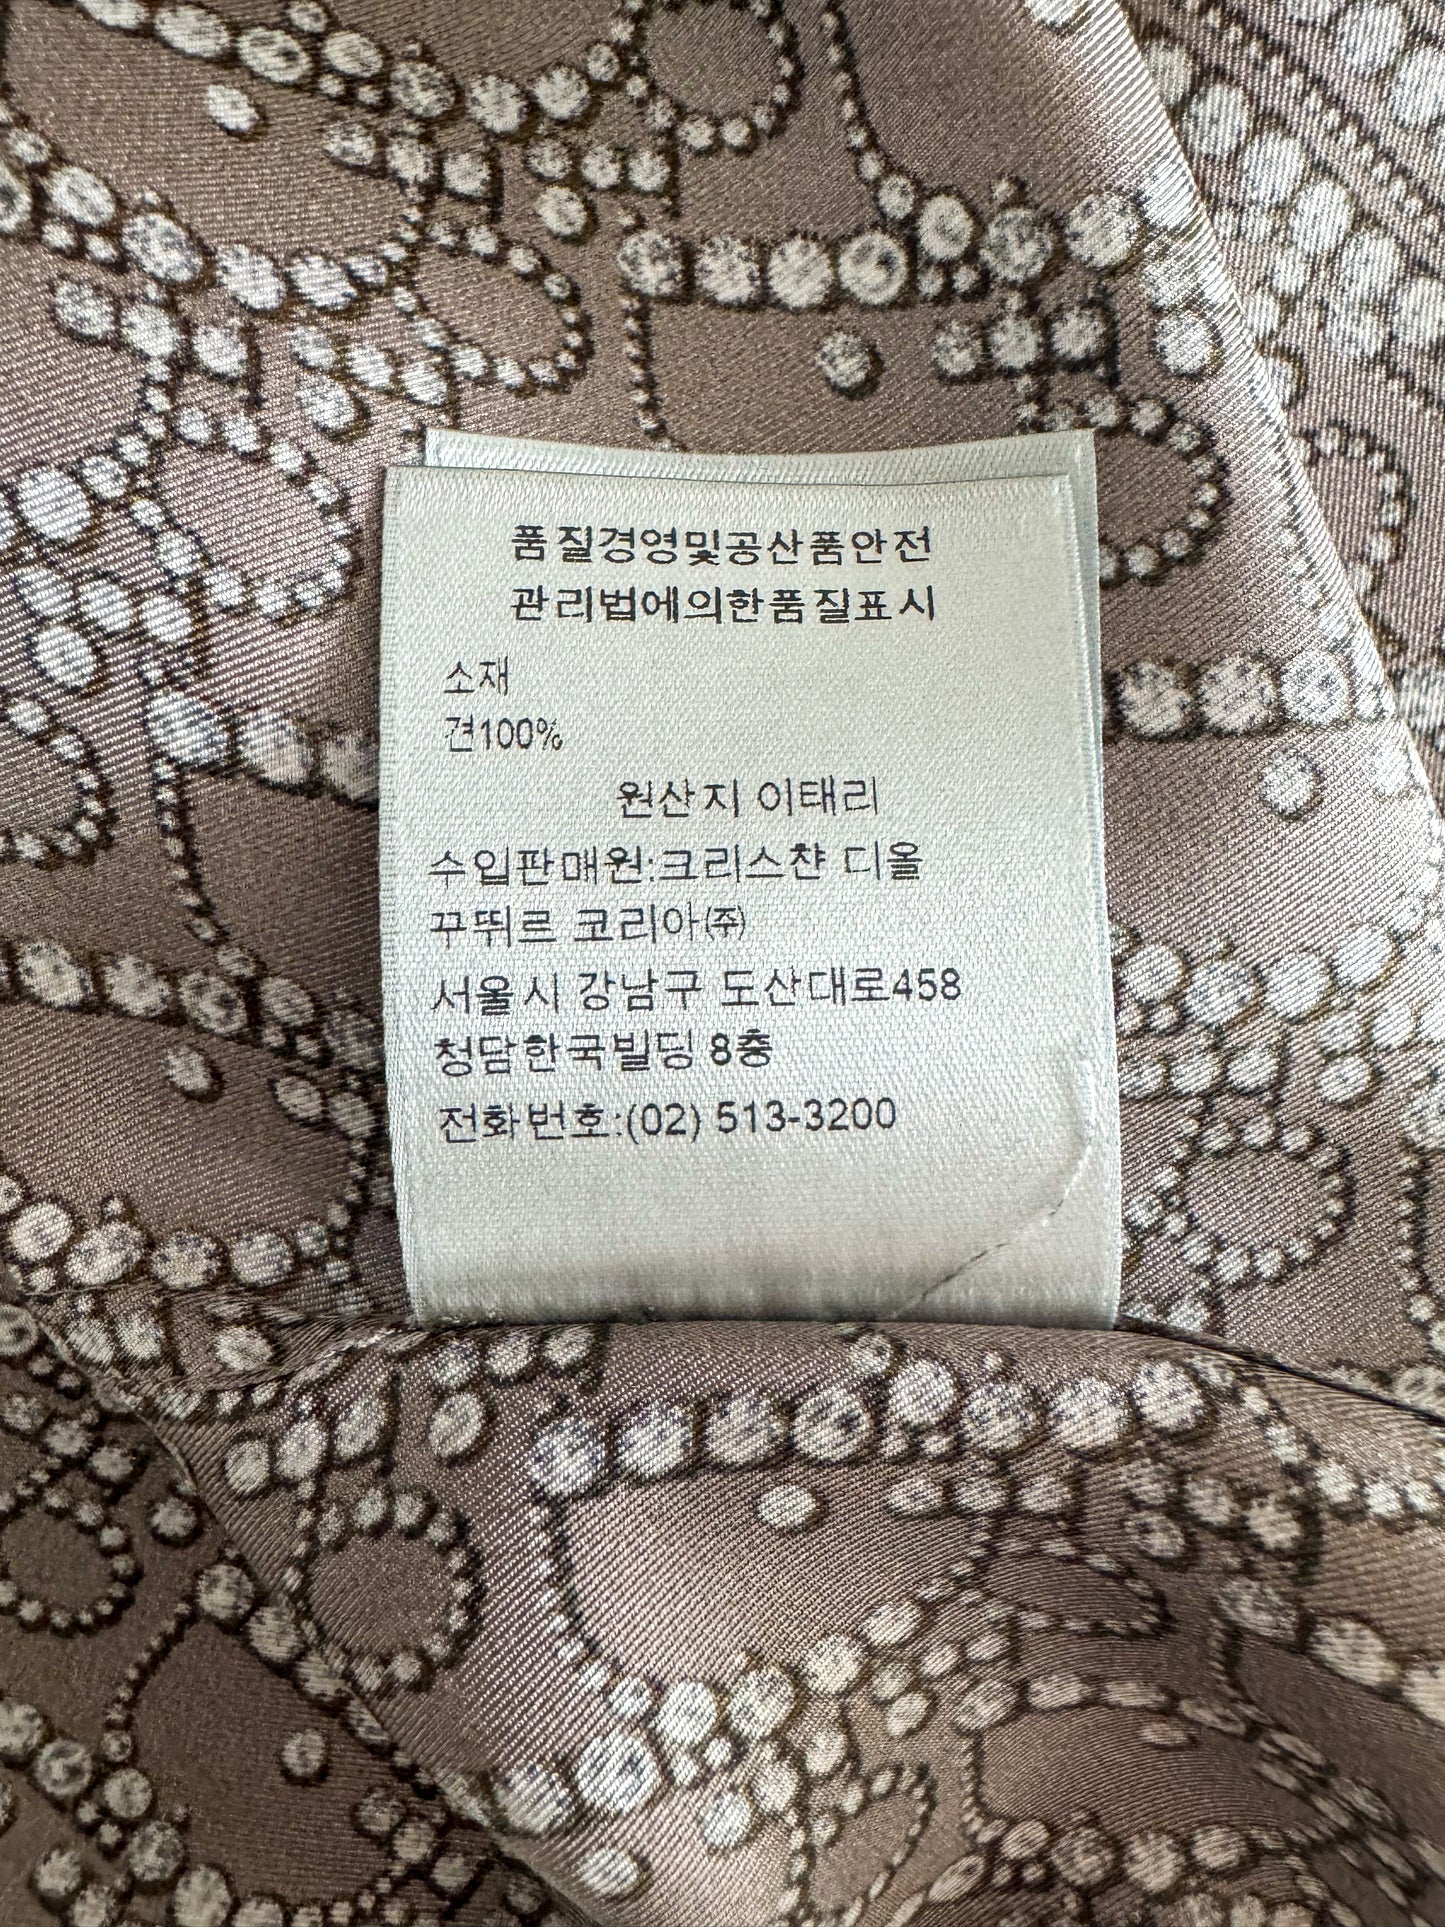 품질경영및공산품안전
관리법에의한품질표시
소재
견100%
원산지 이태리
수입판매원:크리스챤 디올
꾸뛰르 코리아㈜
서울시 강남구 도산대로458
청담한국빌딩 8층
전화번호:(02) 513-3200